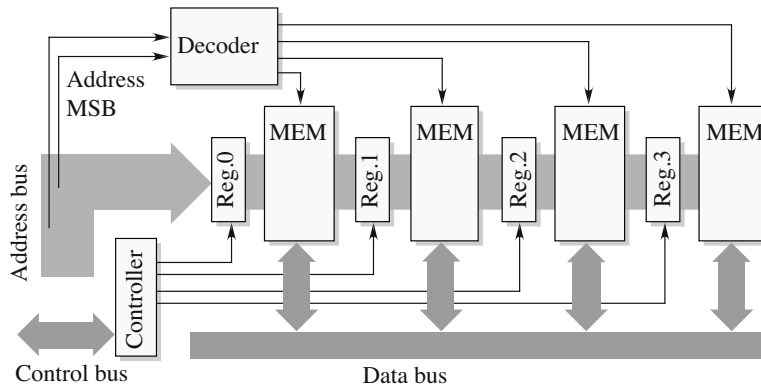 Decoder
Address
MSB
MEM
MEM
MEM
MEM
Reg.0
Reg.1
Reg.2
Reg.3
Address bus
Controller
Control bus
Data bus